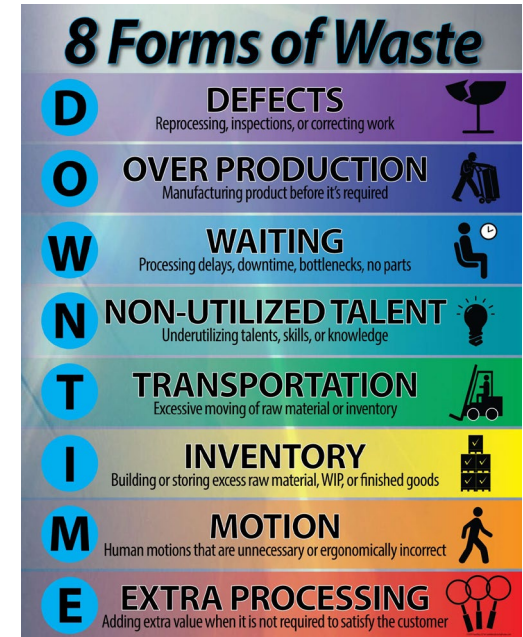 8 Forms of Waste
D
DEFECTS
Reprocessing, inspections, or correcting work
O
OVER PRODUCTION
Manufacturing product before it's required
W
WAITING
Processing delays, downtime, bottlenecks, no parts
N
NON-UTILIZED TALENT
Underutilizing talents, skills, or knowledge
T
TRANSPORTATION
Excessive moving of raw material or inventory
I
INVENTORY
Building or storing excess raw material, WIP, or finished goods
M
MOTION
Human motions that are unnecessary or ergonomically incorrect
E
EXTRA PROCESSING
Adding extra value when it is not required to satisfy the customer